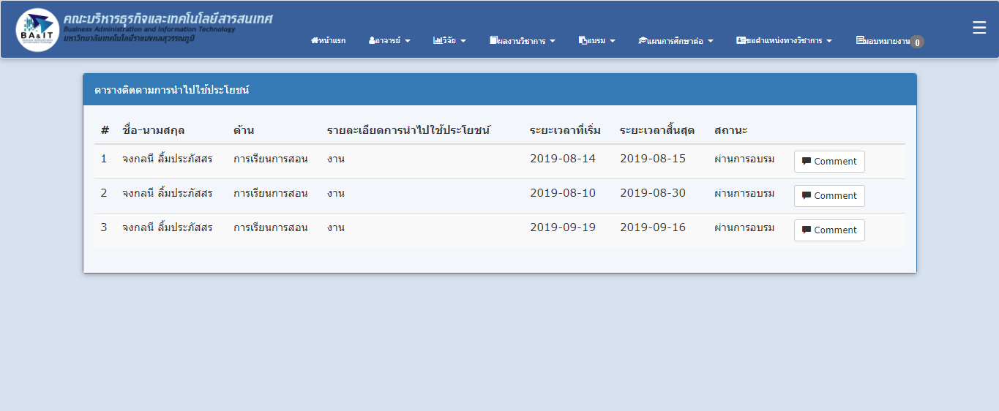 คณะบริหารธุรกิจและเทคโนโลยีสารสนเทศ
Business Administration and Information Technology
มหาวิทยาลัยเทคโนโลยีราชมงคลสุวรรณภูมิ
BA&IT
หน้าแรก อาจารย์ วิจัย ผลงานวิชาการ อบรม แผนการศึกษาต่อ ขอตำแหน่งทางวิชาการ มอบหมายงาน 0
ตารางติดตามการนำไปใช้ประโยชน์
# ชื่อ-นามสกุล ด้าน รายละเอียดการนำไปใช้ประโยชน์ ระยะเวลาที่เริ่ม ระยะเวลาสิ้นสุด สถานะ
1 จงกลนี ลิ้มประภัสสร การเรียนการสอน งาน 2019-08-14 2019-08-15 ผ่านการอบรม Comment
2 จงกลนี ลิ้มประภัสสร การเรียนการสอน งาน 2019-08-10 2019-08-30 ผ่านการอบรม Comment
3 จงกลนี ลิ้มประภัสสร การเรียนการสอน งาน 2019-09-19 2019-09-16 ผ่านการอบรม Comment